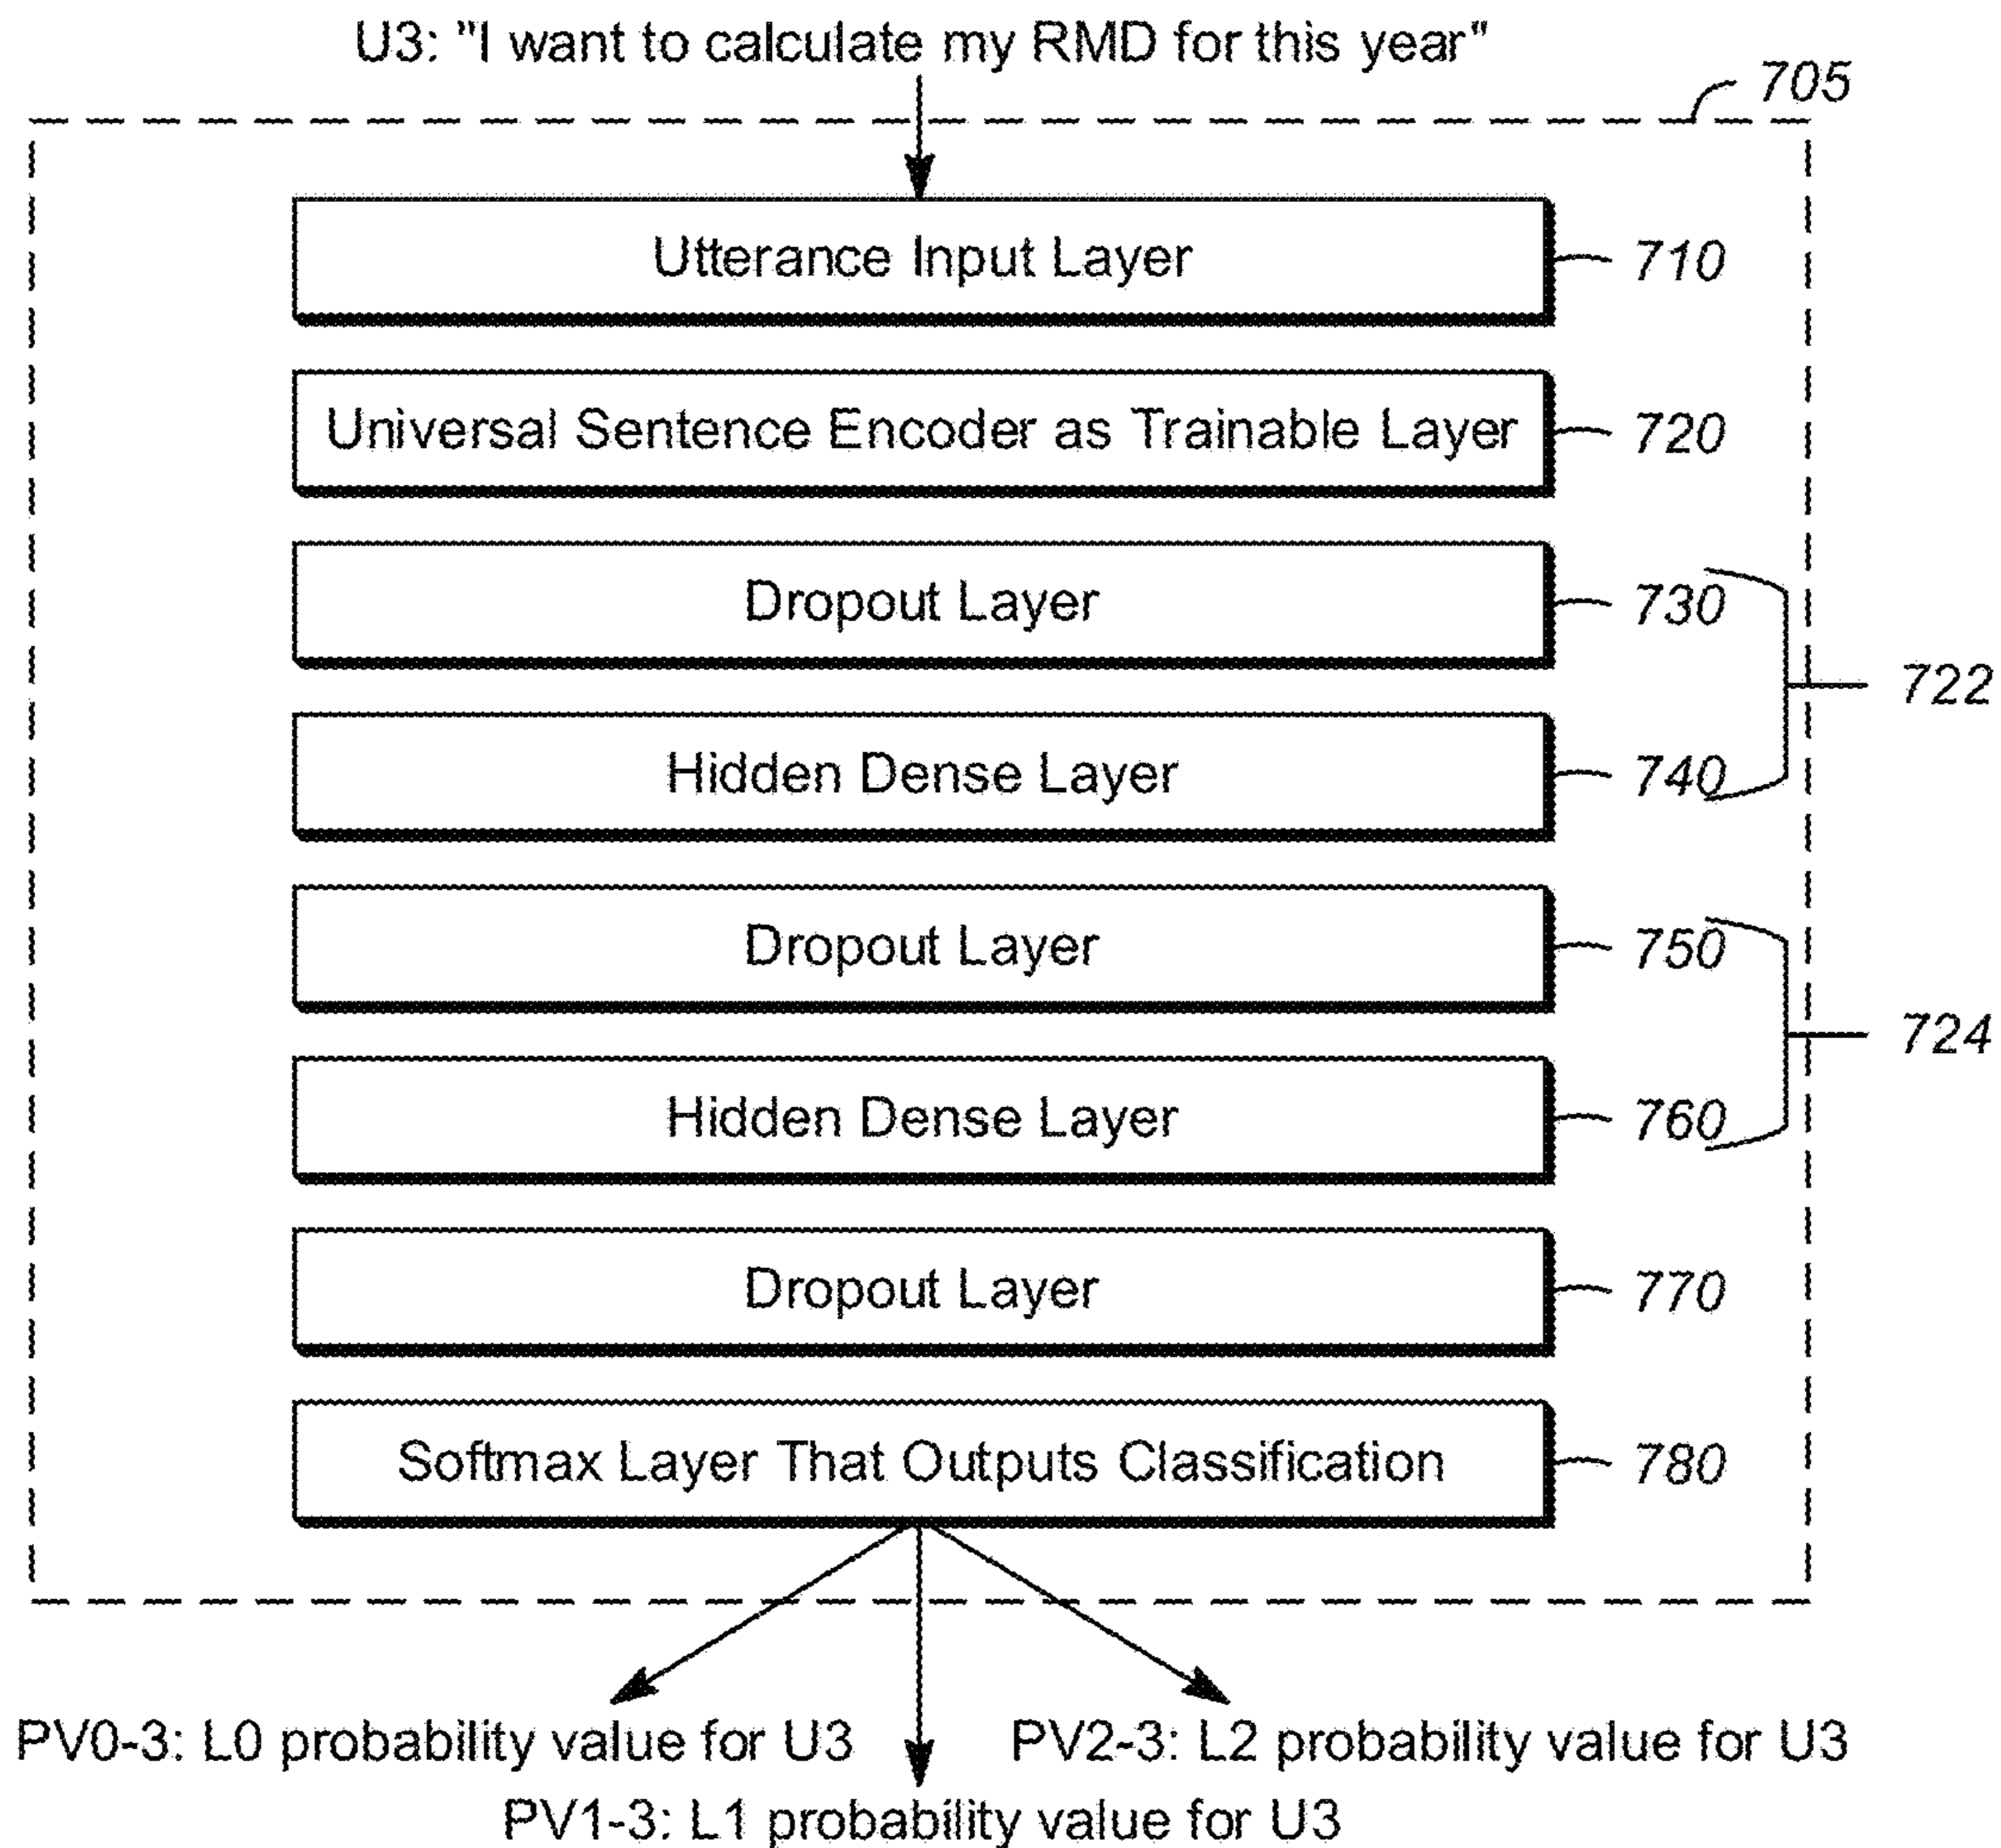 U3: "I want to calculate my RMD for this year"
705
Utterance Input Layer 710
Universal Sentence Encoder as Trainable Layer 720
Dropout Layer 730
722
Hidden Dense Layer 740
Dropout Layer 750
724
Hidden Dense Layer 760
Dropout Layer 770
Softmax Layer That Outputs Classification 780
PV0-3: L0 probability value for U3 PV2-3: L2 probability value for U3
PV1-3: L1 probability value for U3